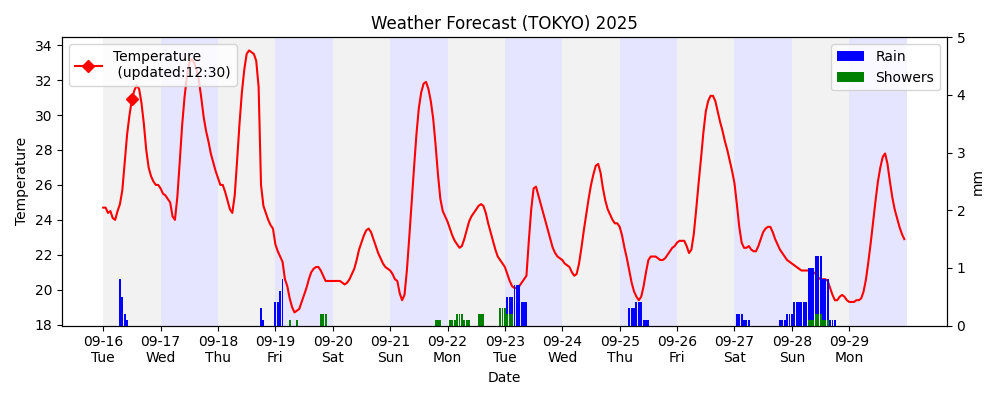 Weather Forecast (TOKYO) 2025
Temperature
(updated:12:30)
Rain
Showers
Temperature
34
32
30
28
26
24
22
20
18
5
4
3
2
1
0
mm
09-16 09-17 09-18 09-19 09-20 09-21 09-22 09-23 09-24 09-25 09-26 09-27 09-28 09-29
Tue Wed Thu Fri Sat Sun Mon Tue Wed Thu Fri Sat Sun Mon
Date